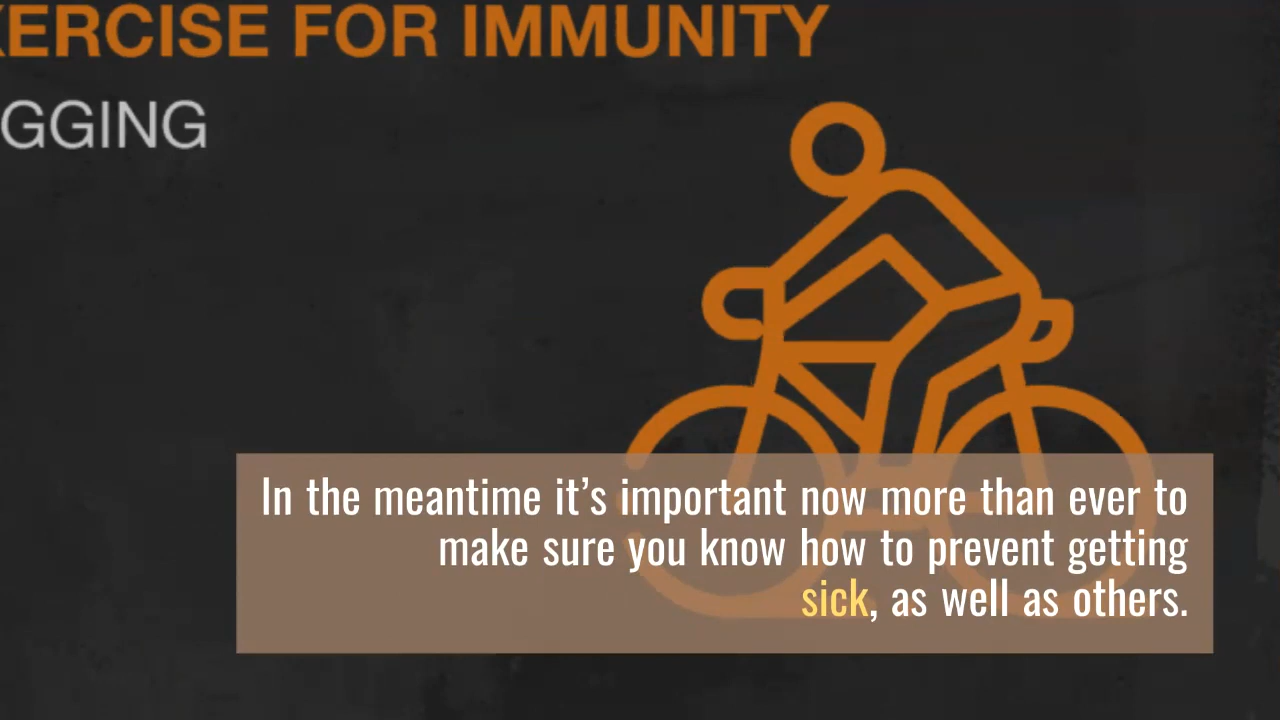 XERCISE FOR IMMUNITY
GGING
In the meantime it’s important now more than ever to
make sure you know how to prevent getting
sick, as well as others.